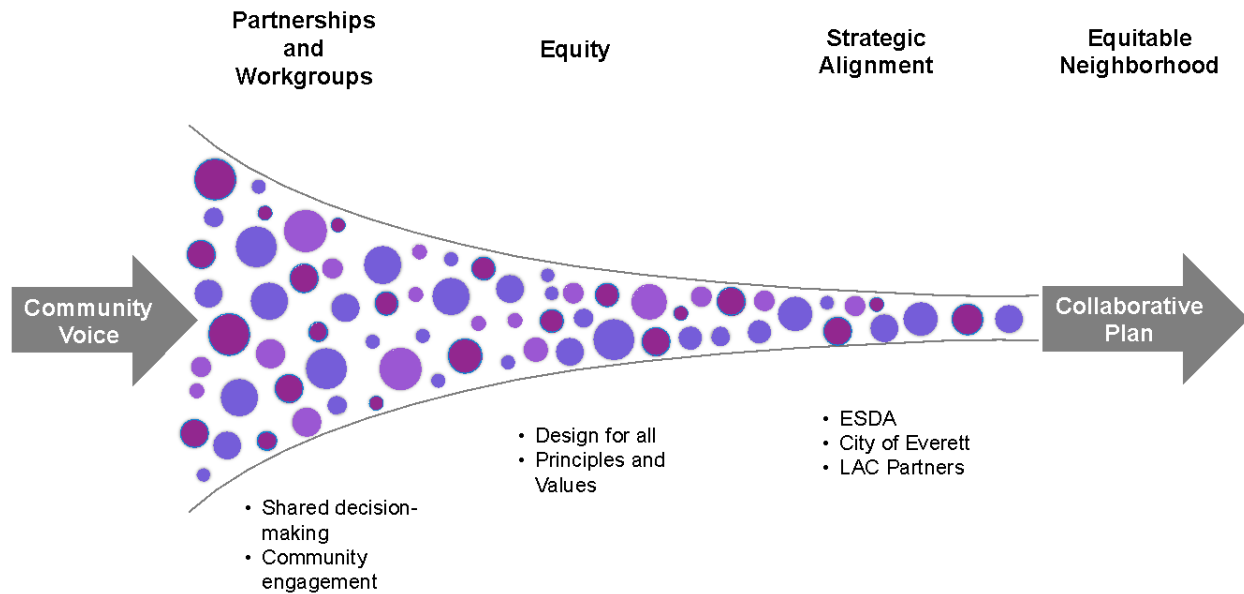 Partnerships
and
Workgroups
Equity
Strategic
Alignment
Equitable
Neighborhood
Community
Voice
Collaborative
Plan
• Shared decision-
making
• Community
engagement
• Design for all
• Principles and
Values
• ESDA
• City of Everett
• LAC Partners